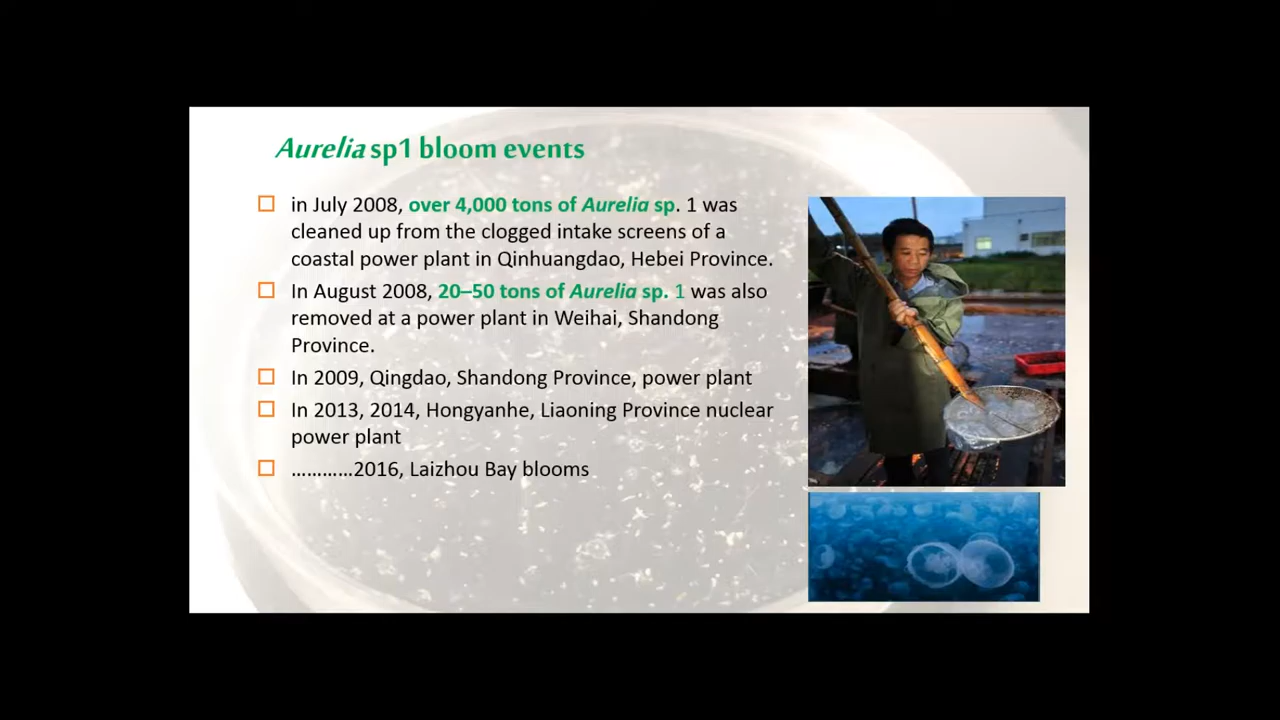 Aurelia sp1 bloom events
in July 2008, over 4,000 tons of Aurelia sp. 1 was
cleaned up from the clogged intake screens of a
coastal power plant in Qinhuangdao, Hebei Province.
In August 2008, 20–50 tons of Aurelia sp. 1 was also
removed at a power plant in Weihai, Shandong
Province.
In 2009, Qingdao, Shandong Province, power plant
In 2013, 2014, Hongyanhe, Liaoning Province nuclear
power plant
…………2016, Laizhou Bay blooms